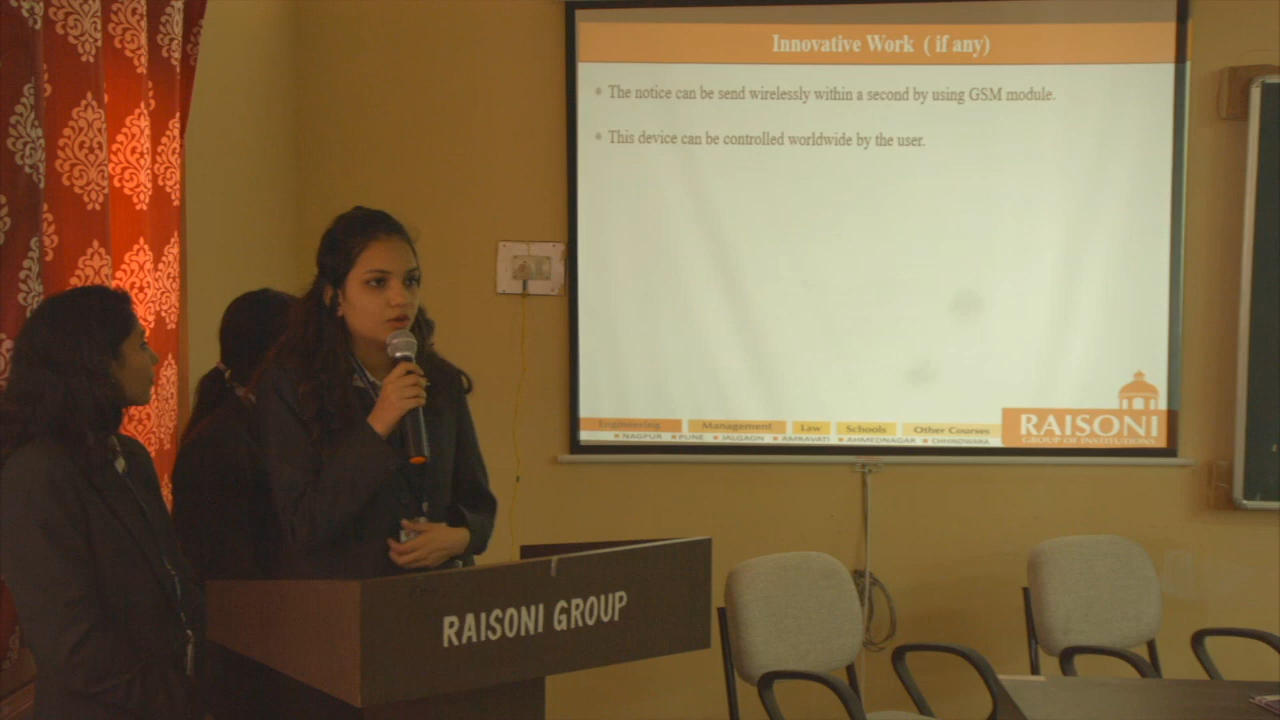 Innovative Work ( if any)
The notice can be send wirelessly within a second by using GSM module.
This device can be controlled worldwide by the user.
Engineering Management Law Schools Other Courses
NAGPUR PUNE JALGAON AMRAVATI AHMEDNAGAR CHHINDWARA
RAISONI
GROUP OF INSTITUTIONS
RAISONI GROUP